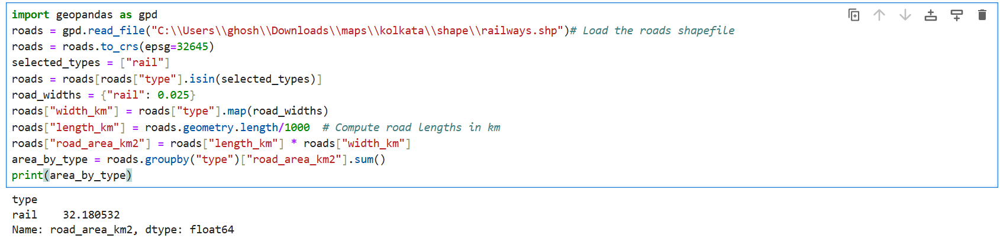 import geopandas as gpd
roads = gpd.read_file("C:\\Users\\ghosh\\Downloads\\maps\\kolkata\\shape\\railways.shp")# Load the roads shapefile
roads = roads.to_crs(epsg=32645)
selected_types = ["rail"]
roads = roads[roads["type"].isin(selected_types)]
road_widths = {"rail": 0.025}
roads["width_km"] = roads["type"].map(road_widths)
roads["length_km"] = roads.geometry.length/1000  # Compute road lengths in km
roads["road_area_km2"] = roads["length_km"] * roads["width_km"]
area_by_type = roads.groupby("type")["road_area_km2"].sum()
print(area_by_type)
type
rail    32.180532
Name: road_area_km2, dtype: float64